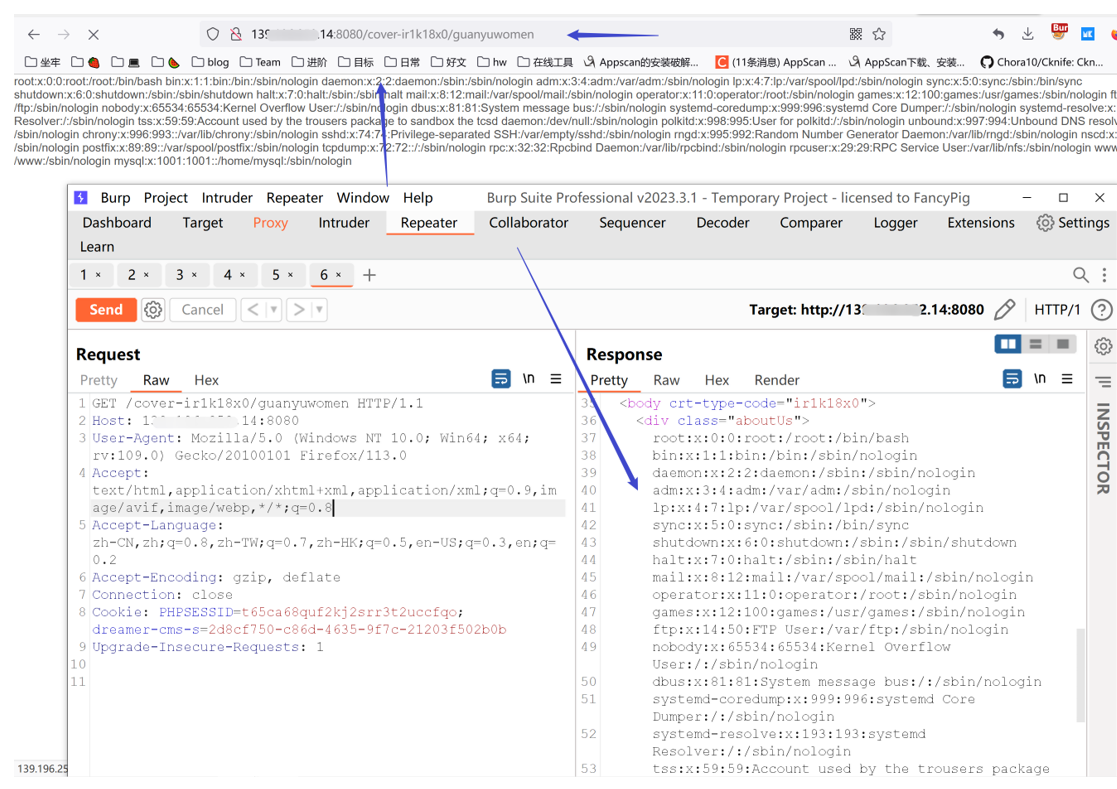 139 .14:8080/cover-ir1k18x0/guanyuwomen
坐牢 blog Team 进阶 目标 日常 好文 hw 在线工具 Appscan的安装破解... (11条消息) AppScan ... AppScan下载、安装... Chora10/Cknife: Ckn...
root:x:0:0:root:/root:/bin/bash bin:x:1:1:bin:/bin:/sbin/nologin daemon:x:2:2:daemon:/sbin:/sbin/nologin adm:x:3:4:adm:/var/adm:/sbin/nologin lp:x:4:7:lp:/var/spool/lpd:/sbin/nologin sync:x:5:0:sync:/sbin:/bin/sync
shutdown:x:6:0:shutdown:/sbin:/sbin/shutdown halt:x:7:0:halt:/sbin:/sbin/halt mail:x:8:12:mail:/var/spool/mail:/sbin/nologin operator:x:11:0:operator:/root:/sbin/nologin games:x:12:100:games:/usr/games:/sbin/nologin
/ftp:/sbin/nologin nobody:x:65534:65534:Kernel Overflow User:/:/sbin/nologin dbus:x:81:81:System message bus:/:/sbin/nologin systemd-coredump:x:999:996:systemd Core Dumper:/:/sbin/nologin systemd-resolve:x:
Resolver:/:/sbin/nologin tss:x:59:59:Account used by the trousers package to sandbox the tcsd daemon:/dev/null:/sbin/nologin polkitd:x:998:995:User for polkitd:/:/sbin/nologin unbound:x:997:994:Unbound DNS resolv
/sbin/nologin chrony:x:996:993::/var/lib/chrony:/sbin/nologin sshd:x:74:74:Privilege-separated SSH:/var/empty/sshd:/sbin/nologin rngd:x:995:992:Random Number Generator Daemon:/var/lib/rngd:/sbin/nologin nscd:x:
/sbin/nologin postfix:x:89:89::/var/spool/postfix:/sbin/nologin tcpdump:x:72:72::/:/sbin/nologin rpc:x:32:32:Rpcbind Daemon:/var/lib/rpcbind:/sbin/nologin rpcuser:x:29:29:RPC Service User:/var/lib/nfs:/sbin/nologin www
/www:/sbin/nologin mysql:x:1001:1001::/home/mysql:/sbin/nologin
Burp Project Intruder Repeater Window Help Burp Suite Professional v2023.3.1 - Temporary Project - licensed to FancyPig
Dashboard Target Proxy Intruder Repeater Collaborator Sequencer Decoder Comparer Logger Extensions Settings
Learn
1 × 2 × 3 × 4 × 5 × 6 × +
Send Cancel < > Target: http://13 2.14:8080 HTTP/1
Request
Pretty Raw Hex \n
1 GET /cover-ir1k18x0/guanyuwomen HTTP/1.1
2 Host: 1 .14:8080
3 User-Agent: Mozilla/5.0 (Windows NT 10.0; Win64; x64;
rv:109.0) Gecko/20100101 Firefox/113.0
4 Accept:
text/html,application/xhtml+xml,application/xml;q=0.9,im
age/avif,image/webp,*/*;q=0.8
5 Accept-Language:
zh-CN,zh;q=0.8,zh-TW;q=0.7,zh-HK;q=0.5,en-US;q=0.3,en;q=
0.2
6 Accept-Encoding: gzip, deflate
7 Connection: close
8 Cookie: PHPSESSID=t65ca68quf2kj2srr3t2uccfqo;
dreamer-cms-s=2d8cf750-c86d-4635-9f7c-21203f502b0b
9 Upgrade-Insecure-Requests: 1
10
11
Response
Pretty Raw Hex Render \n
35 <body crt-type-code="ir1k18x0">
36 <div class="aboutUs">
37 root:x:0:0:root:/root:/bin/bash
38 bin:x:1:1:bin:/bin:/sbin/nologin
39 daemon:x:2:2:daemon:/sbin:/sbin/nologin
40 adm:x:3:4:adm:/var/adm:/sbin/nologin
41 lp:x:4:7:lp:/var/spool/lpd:/sbin/nologin
42 sync:x:5:0:sync:/sbin:/bin/sync
43 shutdown:x:6:0:shutdown:/sbin:/sbin/shutdown
44 halt:x:7:0:halt:/sbin:/sbin/halt
45 mail:x:8:12:mail:/var/spool/mail:/sbin/nologin
46 operator:x:11:0:operator:/root:/sbin/nologin
47 games:x:12:100:games:/usr/games:/sbin/nologin
48 ftp:x:14:50:FTP User:/var/ftp:/sbin/nologin
49 nobody:x:65534:65534:Kernel Overflow
User:/:/sbin/nologin
50 dbus:x:81:81:System message bus:/:/sbin/nologin
51 systemd-coredump:x:999:996:systemd Core
Dumper:/:/sbin/nologin
52 systemd-resolve:x:193:193:systemd
Resolver:/:/sbin/nologin
53 tss:x:59:59:Account used by the trousers package
INSPECTOR
139.196.25